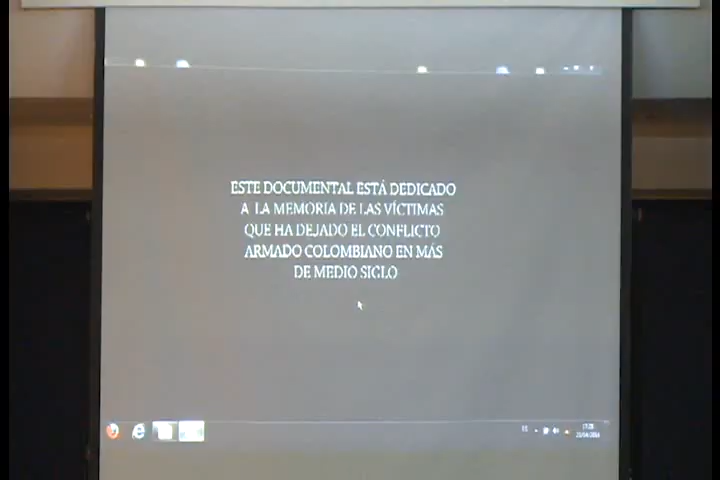 ESTE DOCUMENTAL ESTÁ DEDICADO
A LA MEMORIA DE LAS VÍCTIMAS
QUE HA DEJADO EL CONFLICTO
ARMADO COLOMBIANO EN MÁS
DE MEDIO SIGLO
ES